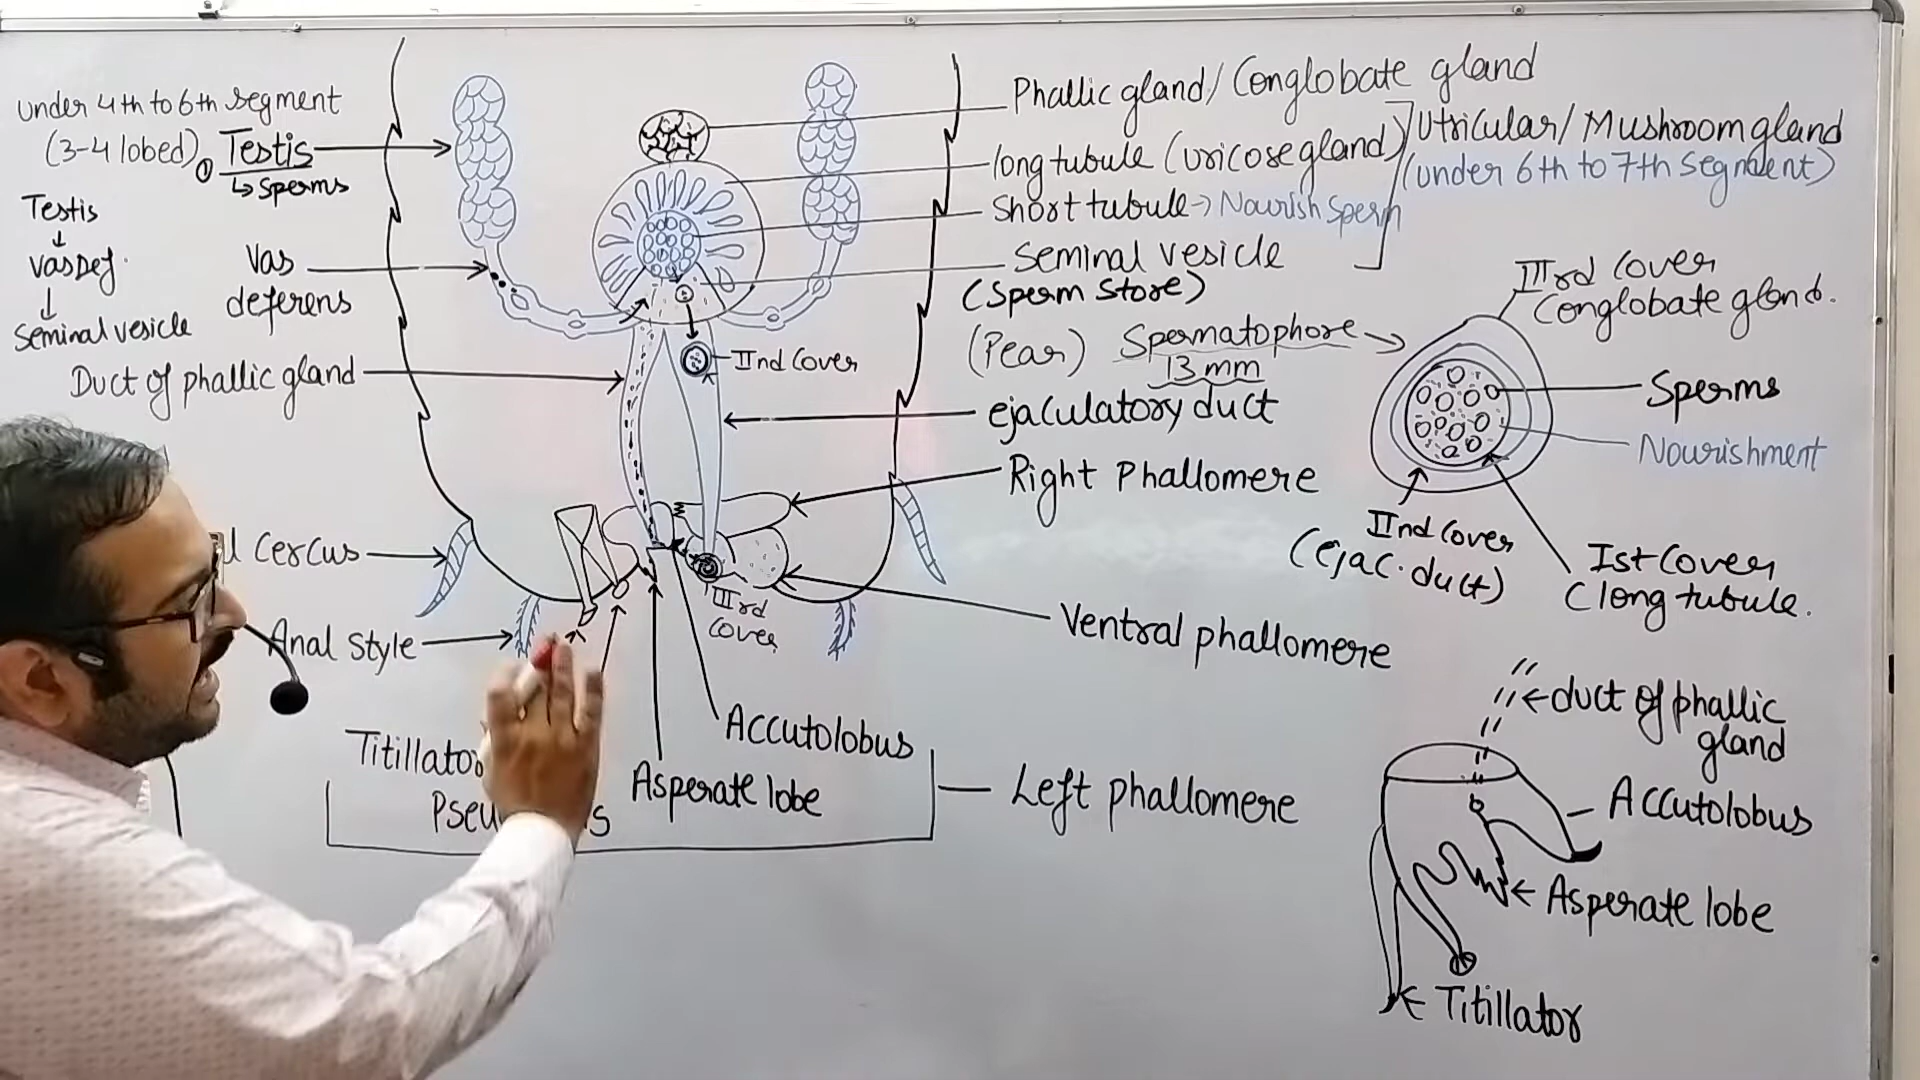 under 4th to 6th segment
(3-4 lobed) ① Testis
↳ Sperms
Testis
↓
Vas Def.
↓
Seminal vesicle
Vas
deferens
Duct of phallic gland
Cercus
Anal Style
IInd Cover
IIIrd
Cover
Phallic gland/Conglobate gland
long tubule (uricose gland)
Short tubule → Nourish Sperm
Seminal vesicle
(Sperm Store)
Utricular/Mushroom gland
(under 6th to 7th segment)
(Pear) Spermatophore →
13 mm
ejaculatory duct
Right Phallomere
Ventral phallomere
IIIrd Cover
Conglobate gland.
Sperms
Nourishment
IInd Cover
(ejac. duct)
Ist Cover
(long tubule.
Titillator
Asperate lobe
Accutolobus
Left phallomere
duct of phallic
gland
Accutolobus
Asperate lobe
Titillator